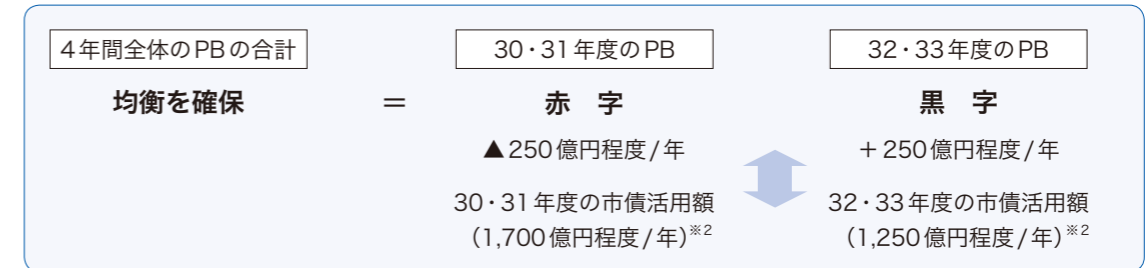 4年間全体のPBの合計
30・31年度のPB
32・33年度のPB
均衡を確保 ＝ 赤 字
黒 字
▲250億円程度/年
＋250億円程度/年
30・31年度の市債活用額
（1,700億円程度/年）※2
32・33年度の市債活用額
（1,250億円程度/年）※2